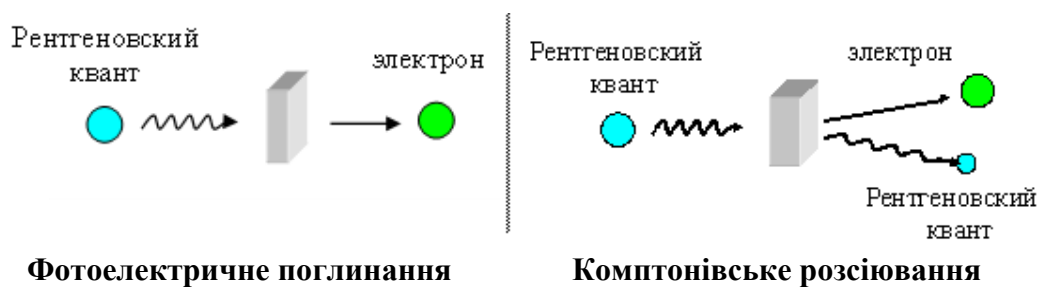 Рентгеновский
квант
электрон
Фотоелектричне поглинання
Рентгеновский
квант
электрон
Рентгеновский
квант
Комптонівське розсіювання